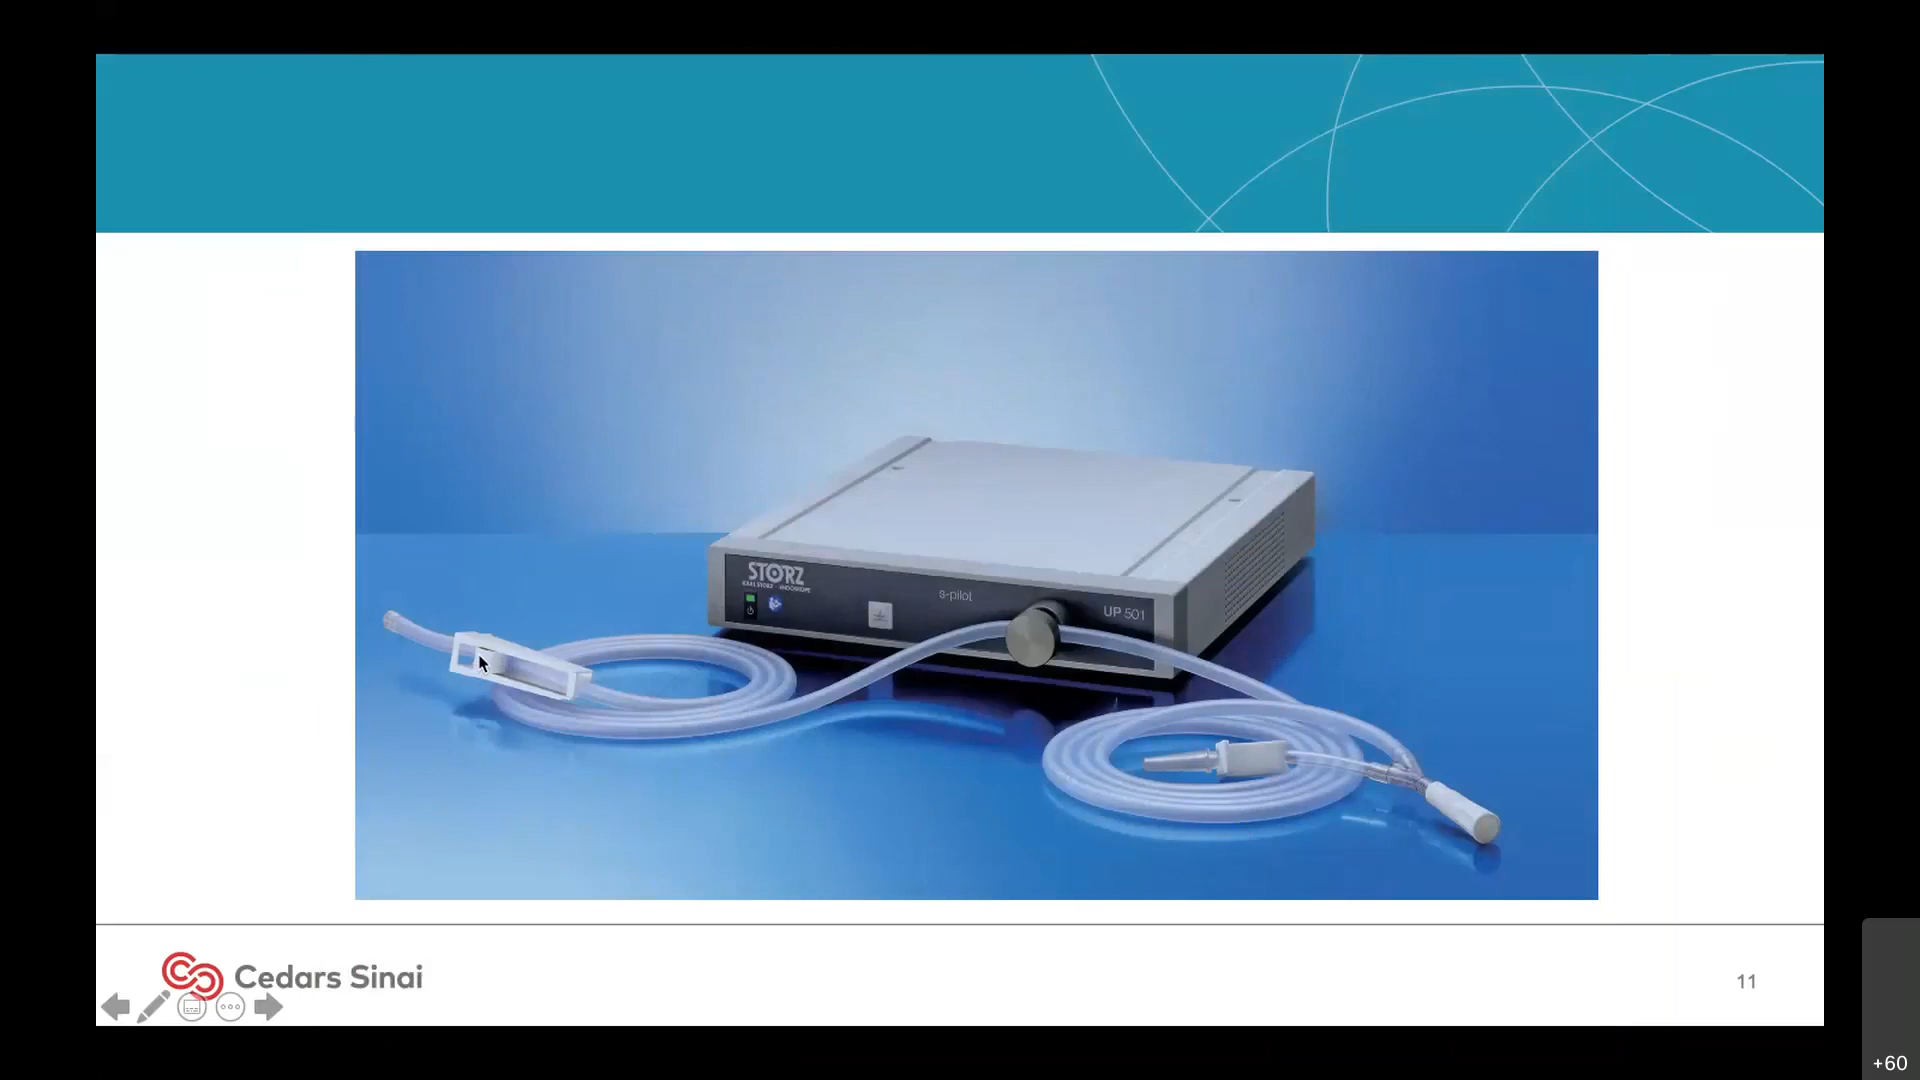 STORZ
KARL STORZ - ENDOSKOPE
s-pilot
UP 501
Cedars Sinai
11
+60